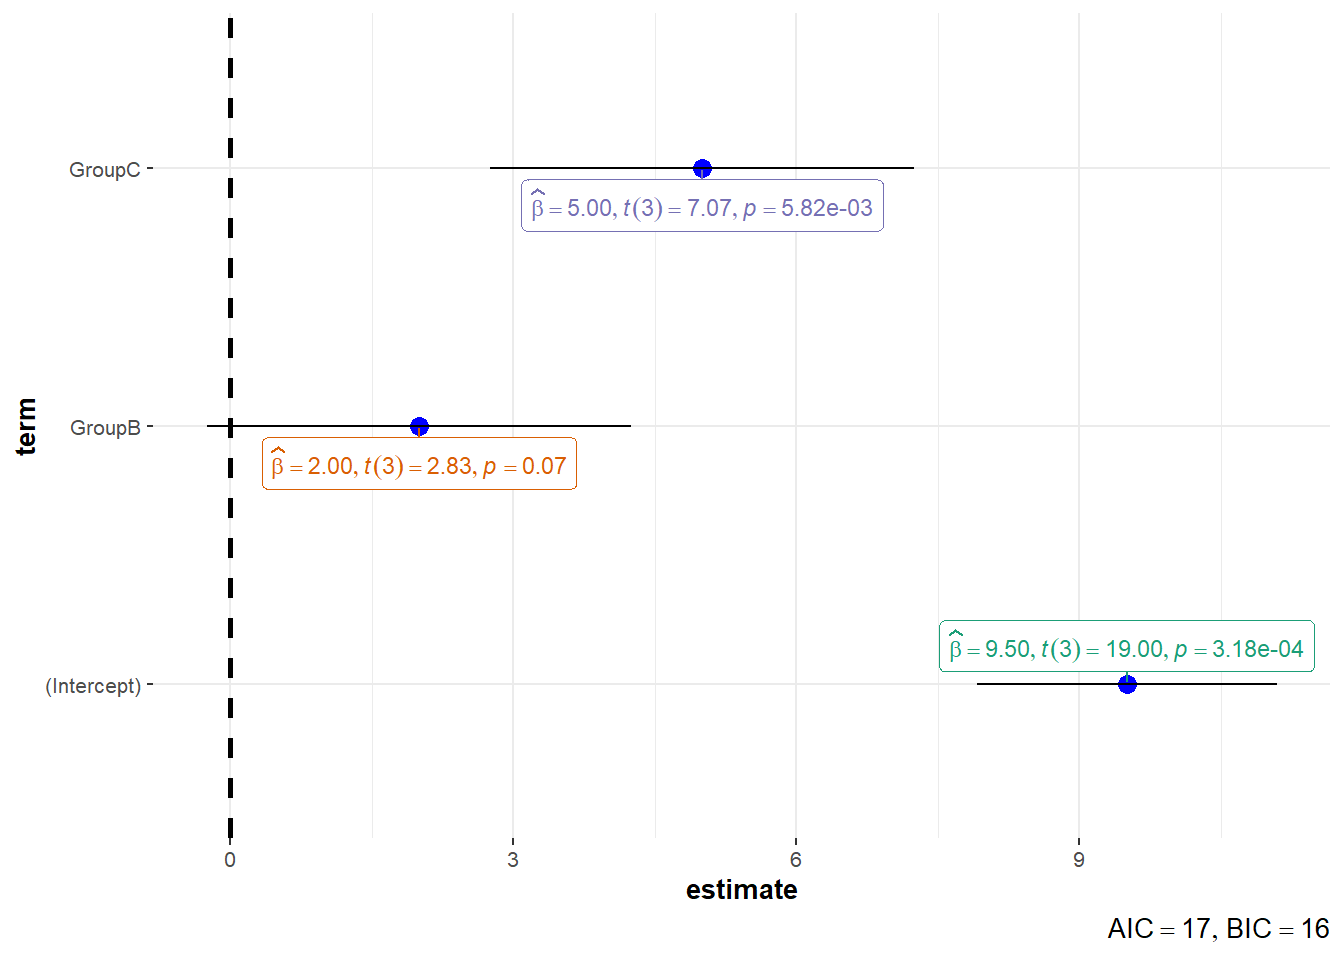 GroupC
β̂ = 5.00, t(3) = 7.07, p = 5.82e-03
term
GroupB
β̂ = 2.00, t(3) = 2.83, p = 0.07
β̂ = 9.50, t(3) = 19.00, p = 3.18e-04
(Intercept)
0 3 6 9
estimate
AIC = 17, BIC = 16